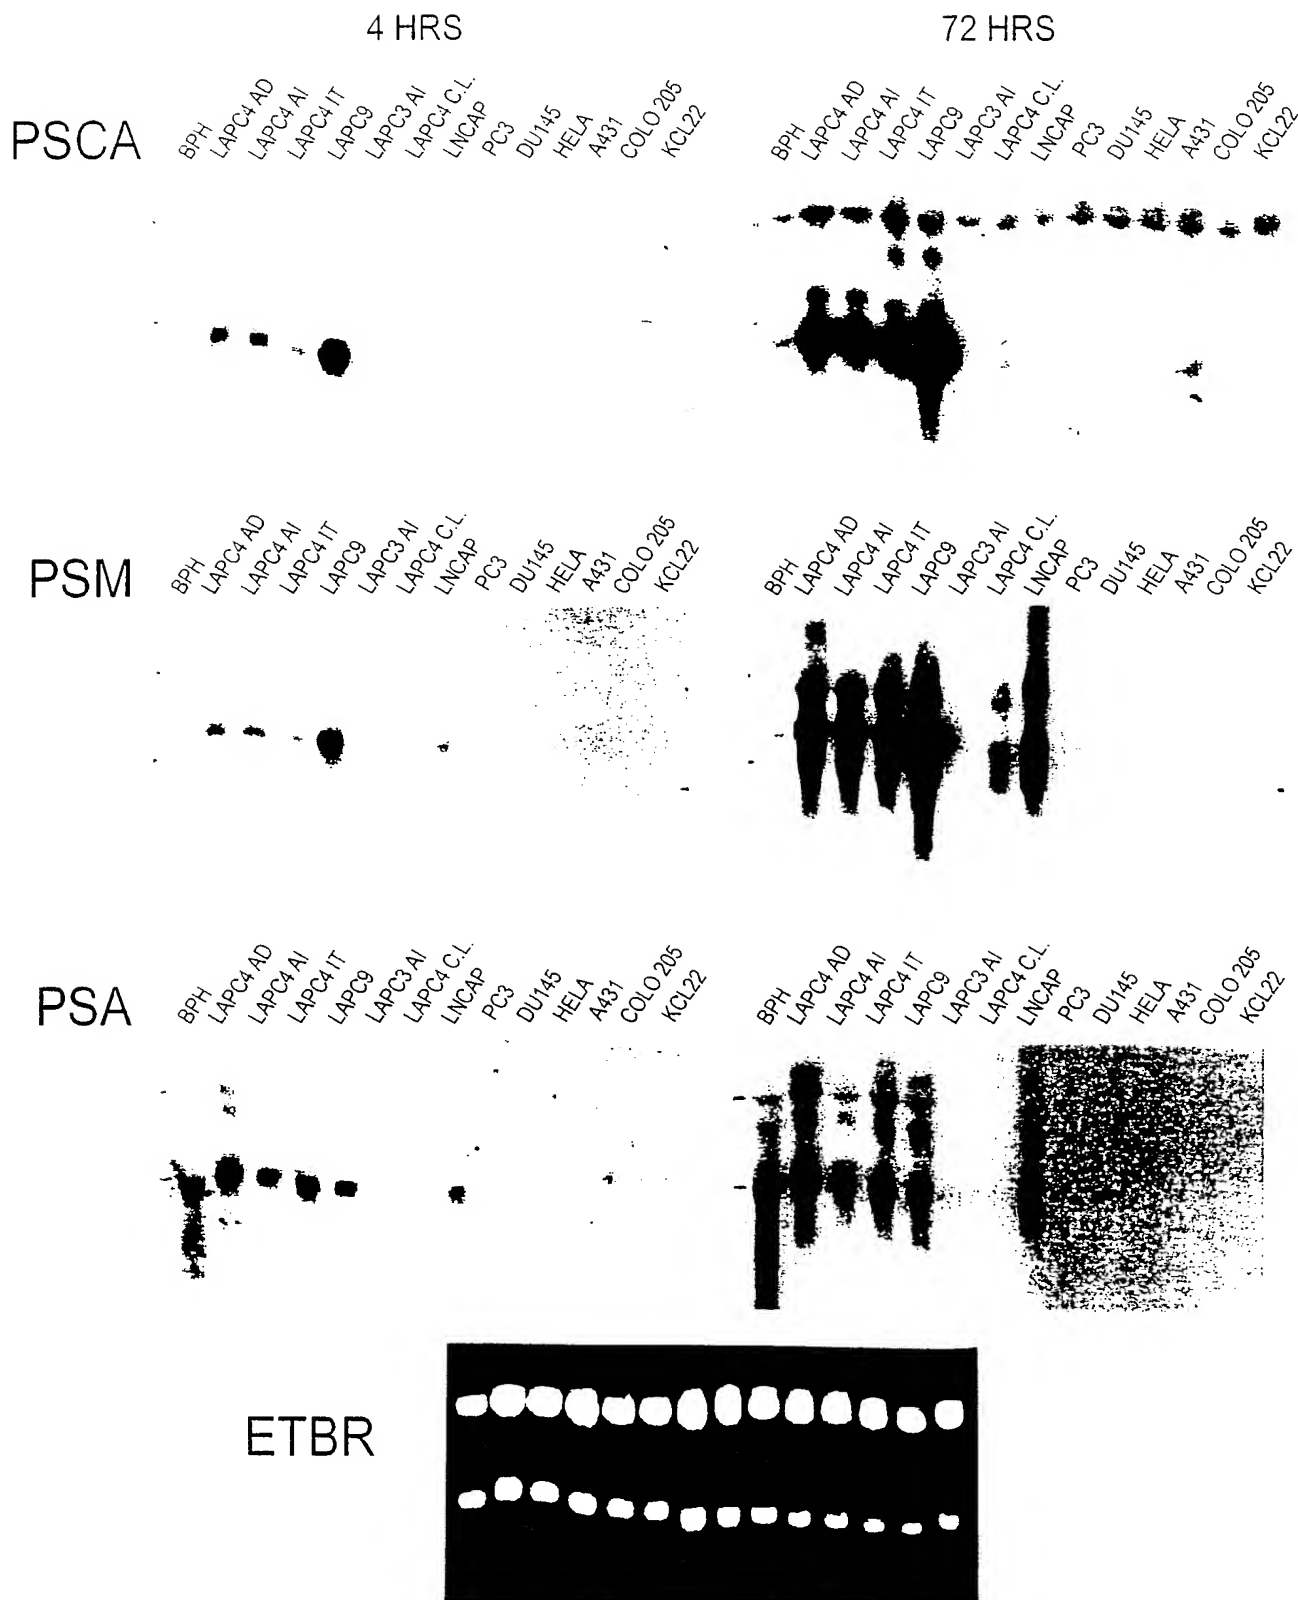 4 HRS 72 HRS
PSCA BPH LAPC4 AD LAPC4 AI LAPC4 IT LAPC9 LAPC3 AI LAPC4 C.L. LNCAP PC3 DU145 HELA A431 COLO 205 KCL22 BPH LAPC4 AD LAPC4 AI LAPC4 IT LAPC9 LAPC3 AI LAPC4 C.L. LNCAP PC3 DU145 HELA A431 COLO 205 KCL22
PSM BPH LAPC4 AD LAPC4 AI LAPC4 IT LAPC9 LAPC3 AI LAPC4 C.L. LNCAP PC3 DU145 HELA A431 COLO 205 KCL22 BPH LAPC4 AD LAPC4 AI LAPC4 IT LAPC9 LAPC3 AI LAPC4 C.L. LNCAP PC3 DU145 HELA A431 COLO 205 KCL22
PSA BPH LAPC4 AD LAPC4 AI LAPC4 IT LAPC9 LAPC3 AI LAPC4 C.L. LNCAP PC3 DU145 HELA A431 COLO 205 KCL22 BPH LAPC4 AD LAPC4 AI LAPC4 IT LAPC9 LAPC3 AI LAPC4 C.L. LNCAP PC3 DU145 HELA A431 COLO 205 KCL22
ETBR